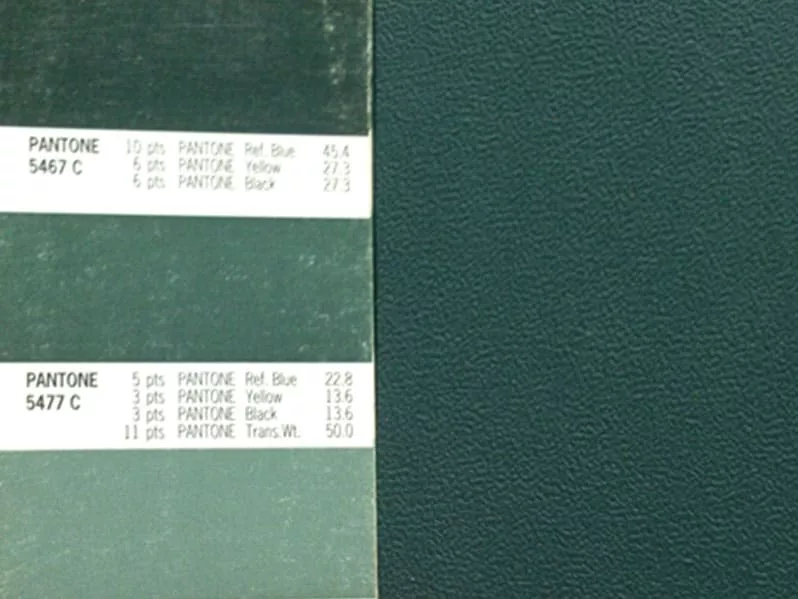 PANTONE 10 pts PANTONE Ref. Blue 45.4
5467 C 6 pts PANTONE Yellow 27.3
6 pts PANTONE Black 27.3
PANTONE 5 pts PANTONE Ref. Blue 22.8
5477 C 3 pts PANTONE Yellow 13.6
3 pts PANTONE Black 13.6
11 pts PANTONE Trans.Wt. 50.0